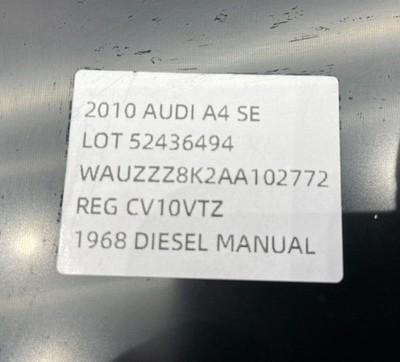 2010 AUDI A4 SE
LOT 52436494
WAUZZZ8K2AA102772
REG CV10VTZ
1968 DIESEL MANUAL